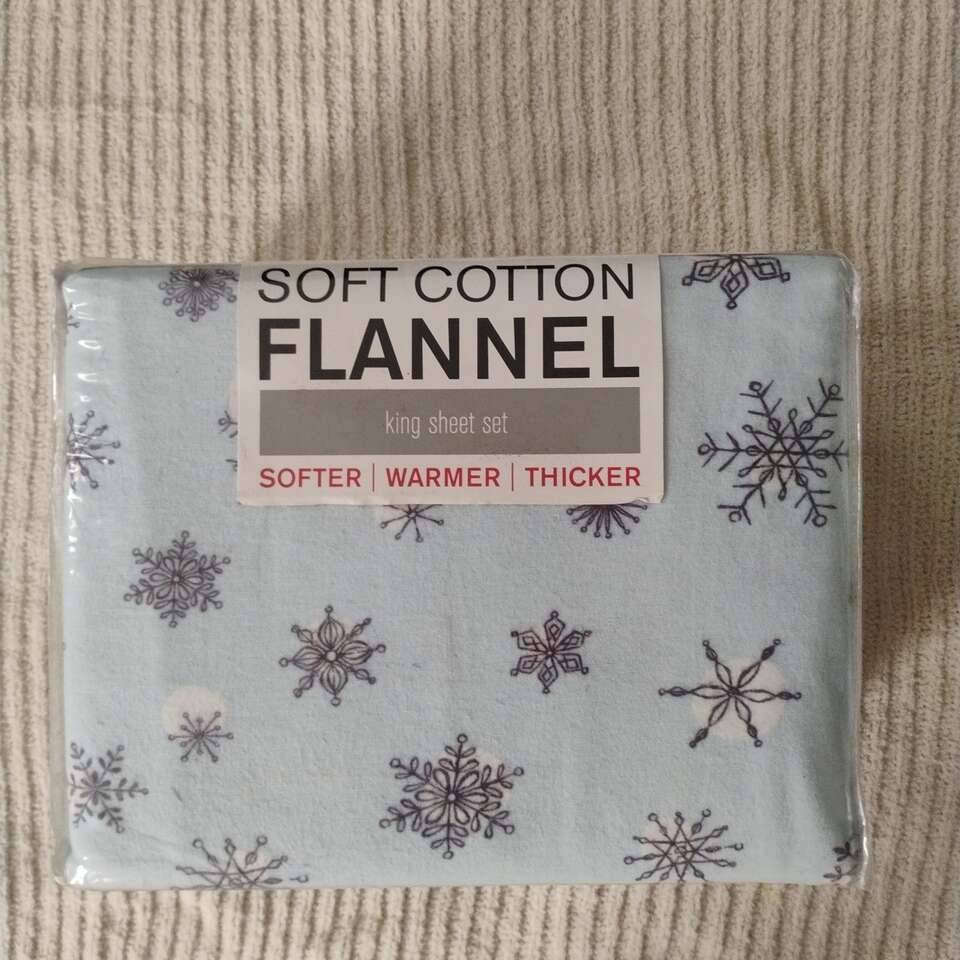 SOFT COTTON
FLANNEL
king sheet set
SOFTER | WARMER | THICKER